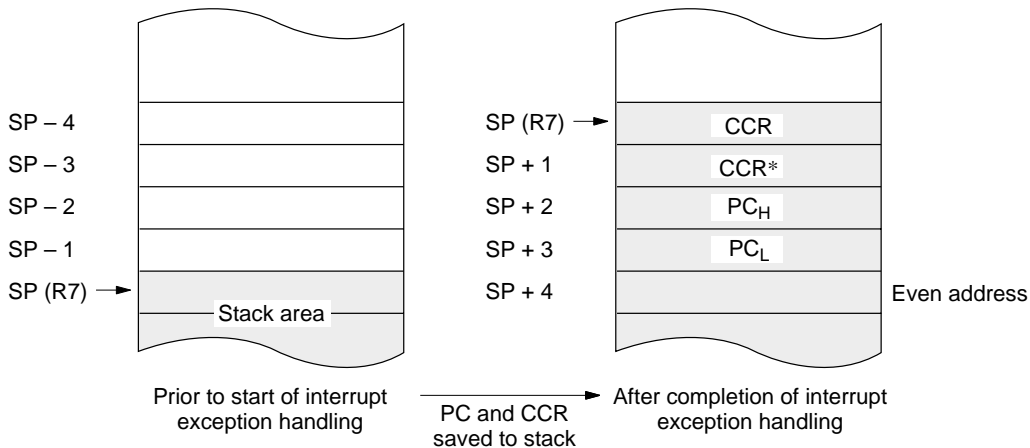 SP – 4
SP – 3
SP – 2
SP – 1
SP (R7)
Stack area
Prior to start of interrupt
exception handling
PC and CCR
saved to stack
SP (R7)
SP + 1
SP + 2
SP + 3
SP + 4
CCR
CCR*
PCH
PCL
Even address
After completion of interrupt
exception handling